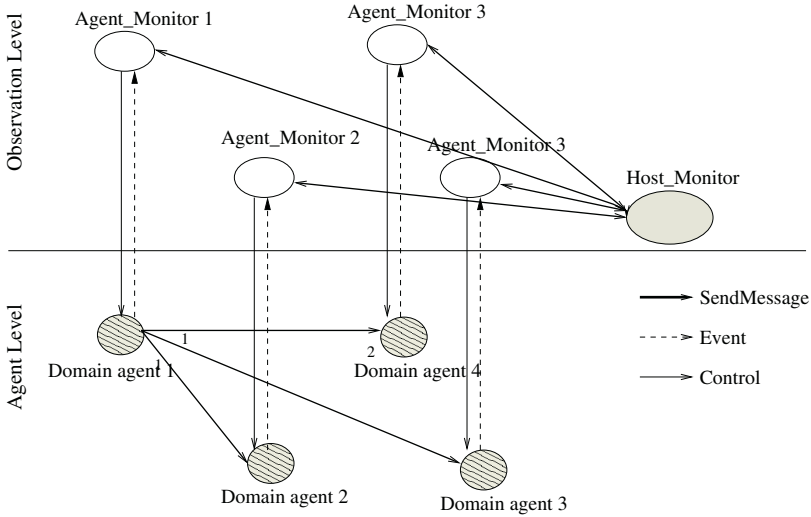 Observation Level
Agent_Monitor 1
Agent_Monitor 3
Agent_Monitor 2
Agent_Monitor 3
Host_Monitor
Agent Level
SendMessage
Event
Control
1
2
1
Domain agent 1
Domain agent 4
Domain agent 2
Domain agent 3